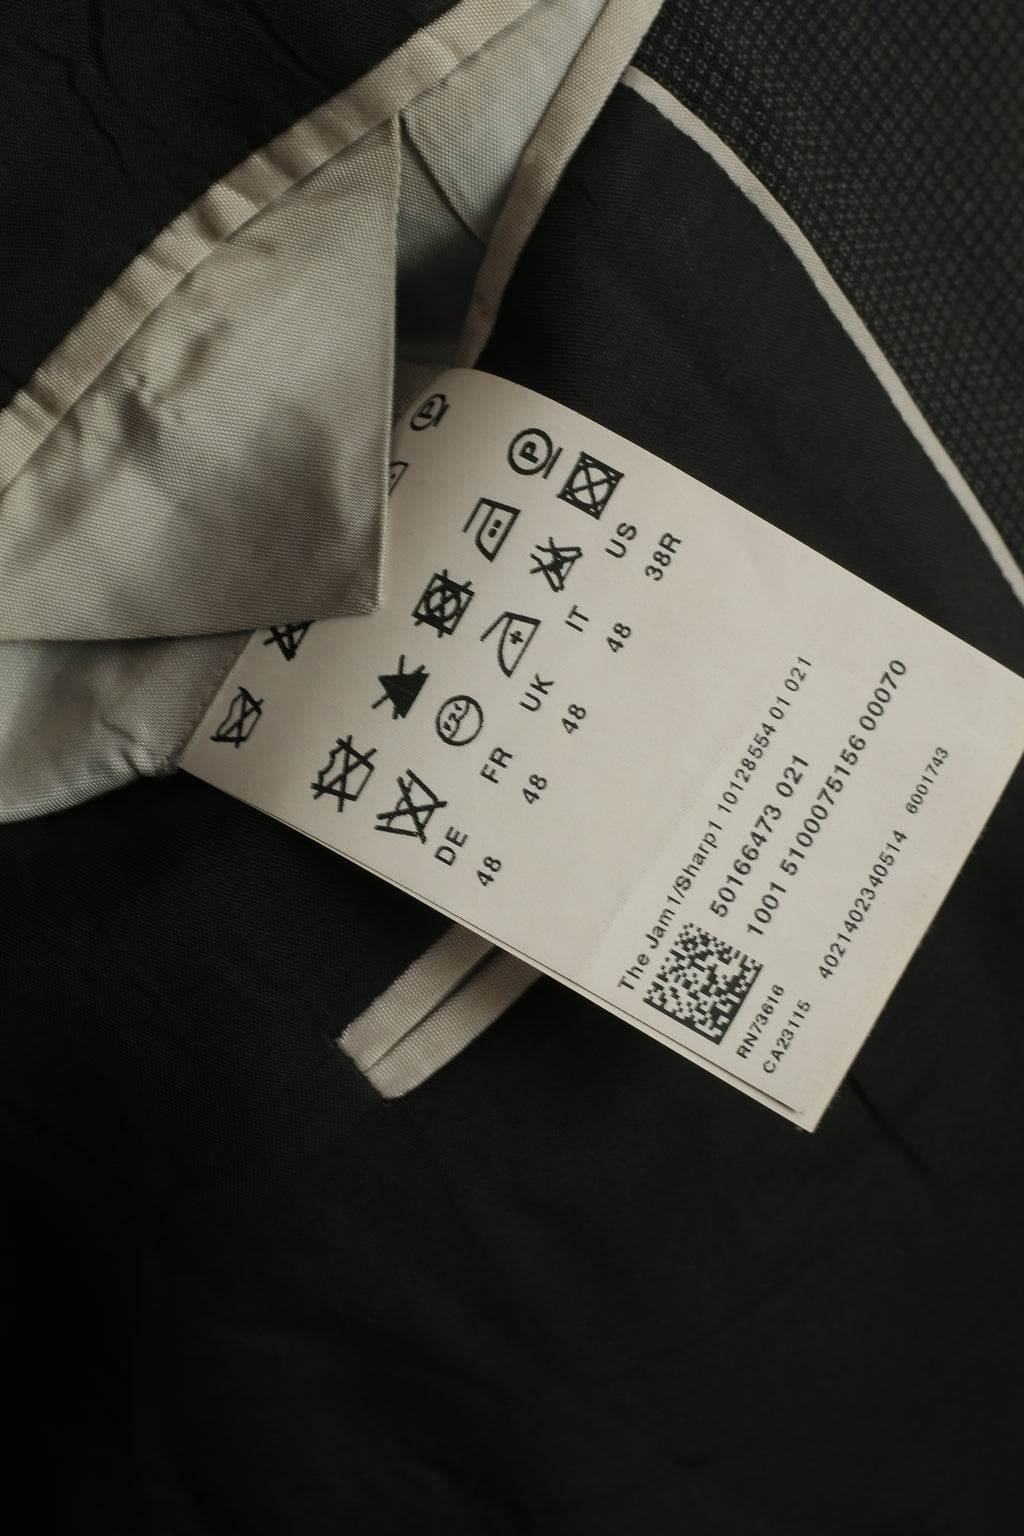 DE FR UK IT US
48 48 48 48 38R
The Jam1/Sharp1 10128554 01 021
50166473 021
1001 5100075156 00070
RN73616
CA23115 4021402340514 6001743